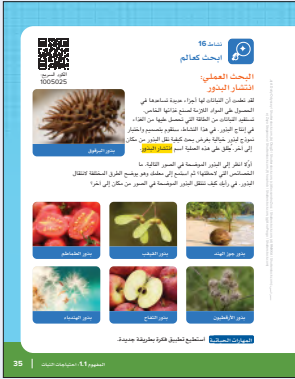 نشاط 16
ابحث كعالم
الكود السريع:
1005025
البحث العملي:
انتشار البذور
لقد تعلمت أن النباتات لها أجزاء عديدة تساعدها في
الحصول على المواد اللازمة لصنع غذائها الخاص.
تستفيد النباتات من الطاقة التي تحصل عليها من الغذاء
في إنتاج البذور. في هذا النشاط، ستقوم بتصميم واختبار
نموذج لبذور خيالية بغرض بحث كيفية نقل البذور من مكان
إلى آخر. يُطلق على هذه العملية اسم انتشار البذور.
أولًا انظر إلى البذور الموضحة في الصور التالية. ما
الخصائص التي لاحظتها؟ ثم استمع إلى معلمك وهو يوضح الطرق المختلفة لانتقال
البذور. في رأيك كيف تنتقل البذور الموضحة في الصور من مكان إلى آخر؟
بذور البرقوق
بذور جوز الهند
بذور القيقب
بذور الطماطم
بذور الأرقطيون
بذور التفاح
بذور الهندباء
المهارات الحياتية أستطيع تطبيق فكرة بطريقة جديدة.
المفهوم 1.1: احتياجات النبات 35